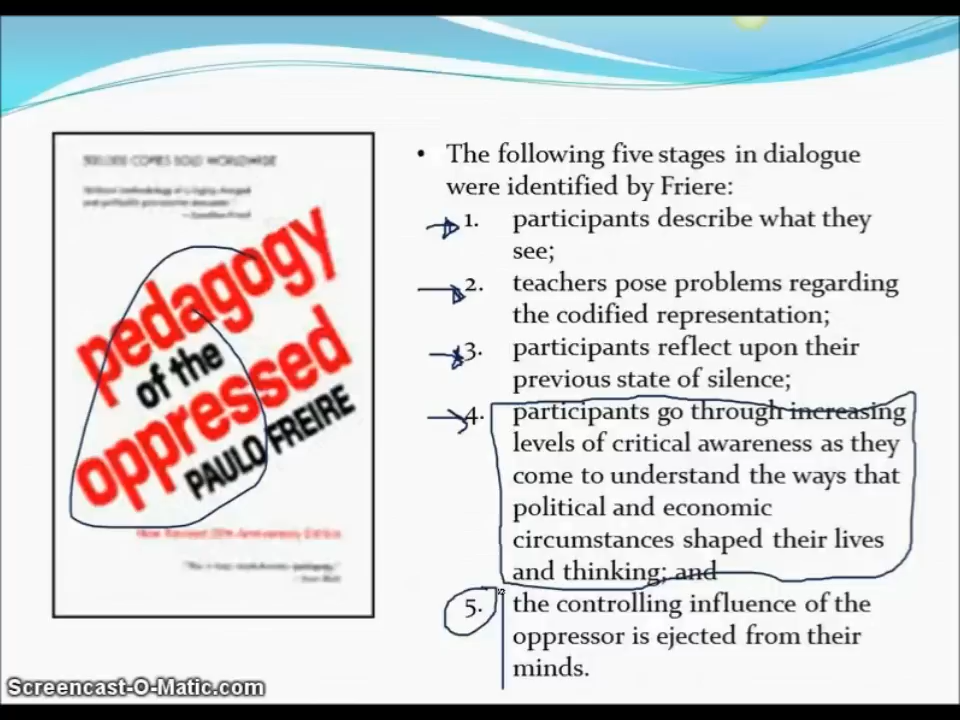 COPIES SOLD WORLDWIDE
pedagogy
of the
oppressed
PAULO FREIRE
• The following five stages in dialogue
were identified by Friere:
1. participants describe what they
see;
2. teachers pose problems regarding
the codified representation;
3. participants reflect upon their
previous state of silence;
4. participants go through increasing
levels of critical awareness as they
come to understand the ways that
political and economic
circumstances shaped their lives
and thinking; and
5. the controlling influence of the
oppressor is ejected from their
minds.
Screencast-O-Matic.com